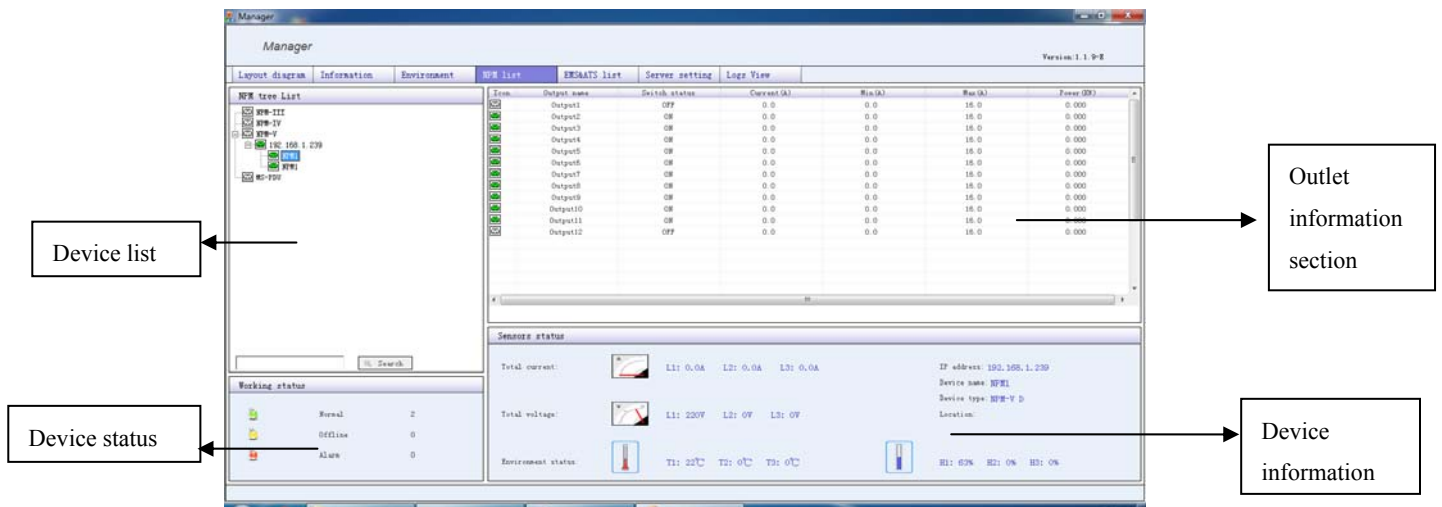 Manager
Manager
Version:1.1.9-E
Layout diagram Information Environment NPM list EMS&ATS list Server setting Logs View
NPM tree List
NPM-III
NPM-IV
NPM-V
192.168.1.239
NPM1
NPM1
MS-PDU
Search
Icon Output name Switch status Current(A) Min(A) Max(A) Power(KW)
Output1 OFF 0.0 0.0 16.0 0.000
Output2 ON 0.0 0.0 16.0 0.000
Output3 ON 0.0 0.0 16.0 0.000
Output4 ON 0.0 0.0 16.0 0.000
Output5 ON 0.0 0.0 16.0 0.000
Output6 ON 0.0 0.0 16.0 0.000
Output7 ON 0.0 0.0 16.0 0.000
Output8 ON 0.0 0.0 16.0 0.000
Output9 ON 0.0 0.0 16.0 0.000
Output10 ON 0.0 0.0 16.0 0.000
Output11 ON 0.0 0.0 16.0 0.000
Output12 OFF 0.0 0.0 16.0 0.000
Working status
Normal 2
Offline 0
Alarm 0
Sensors status
Total current: L1: 0.0A L2: 0.0A L3: 0.0A
Total voltage: L1: 220V L2: 0V L3: 0V
Environment status: T1: 22℃ T2: 0℃ T3: 0℃
IP address: 192.168.1.239
Device name: NPM1
Device type: NPM-V D
Location:
H1: 63% H2: 0% H3: 0%
Device list
Device status
Outlet
information
section
Device
information